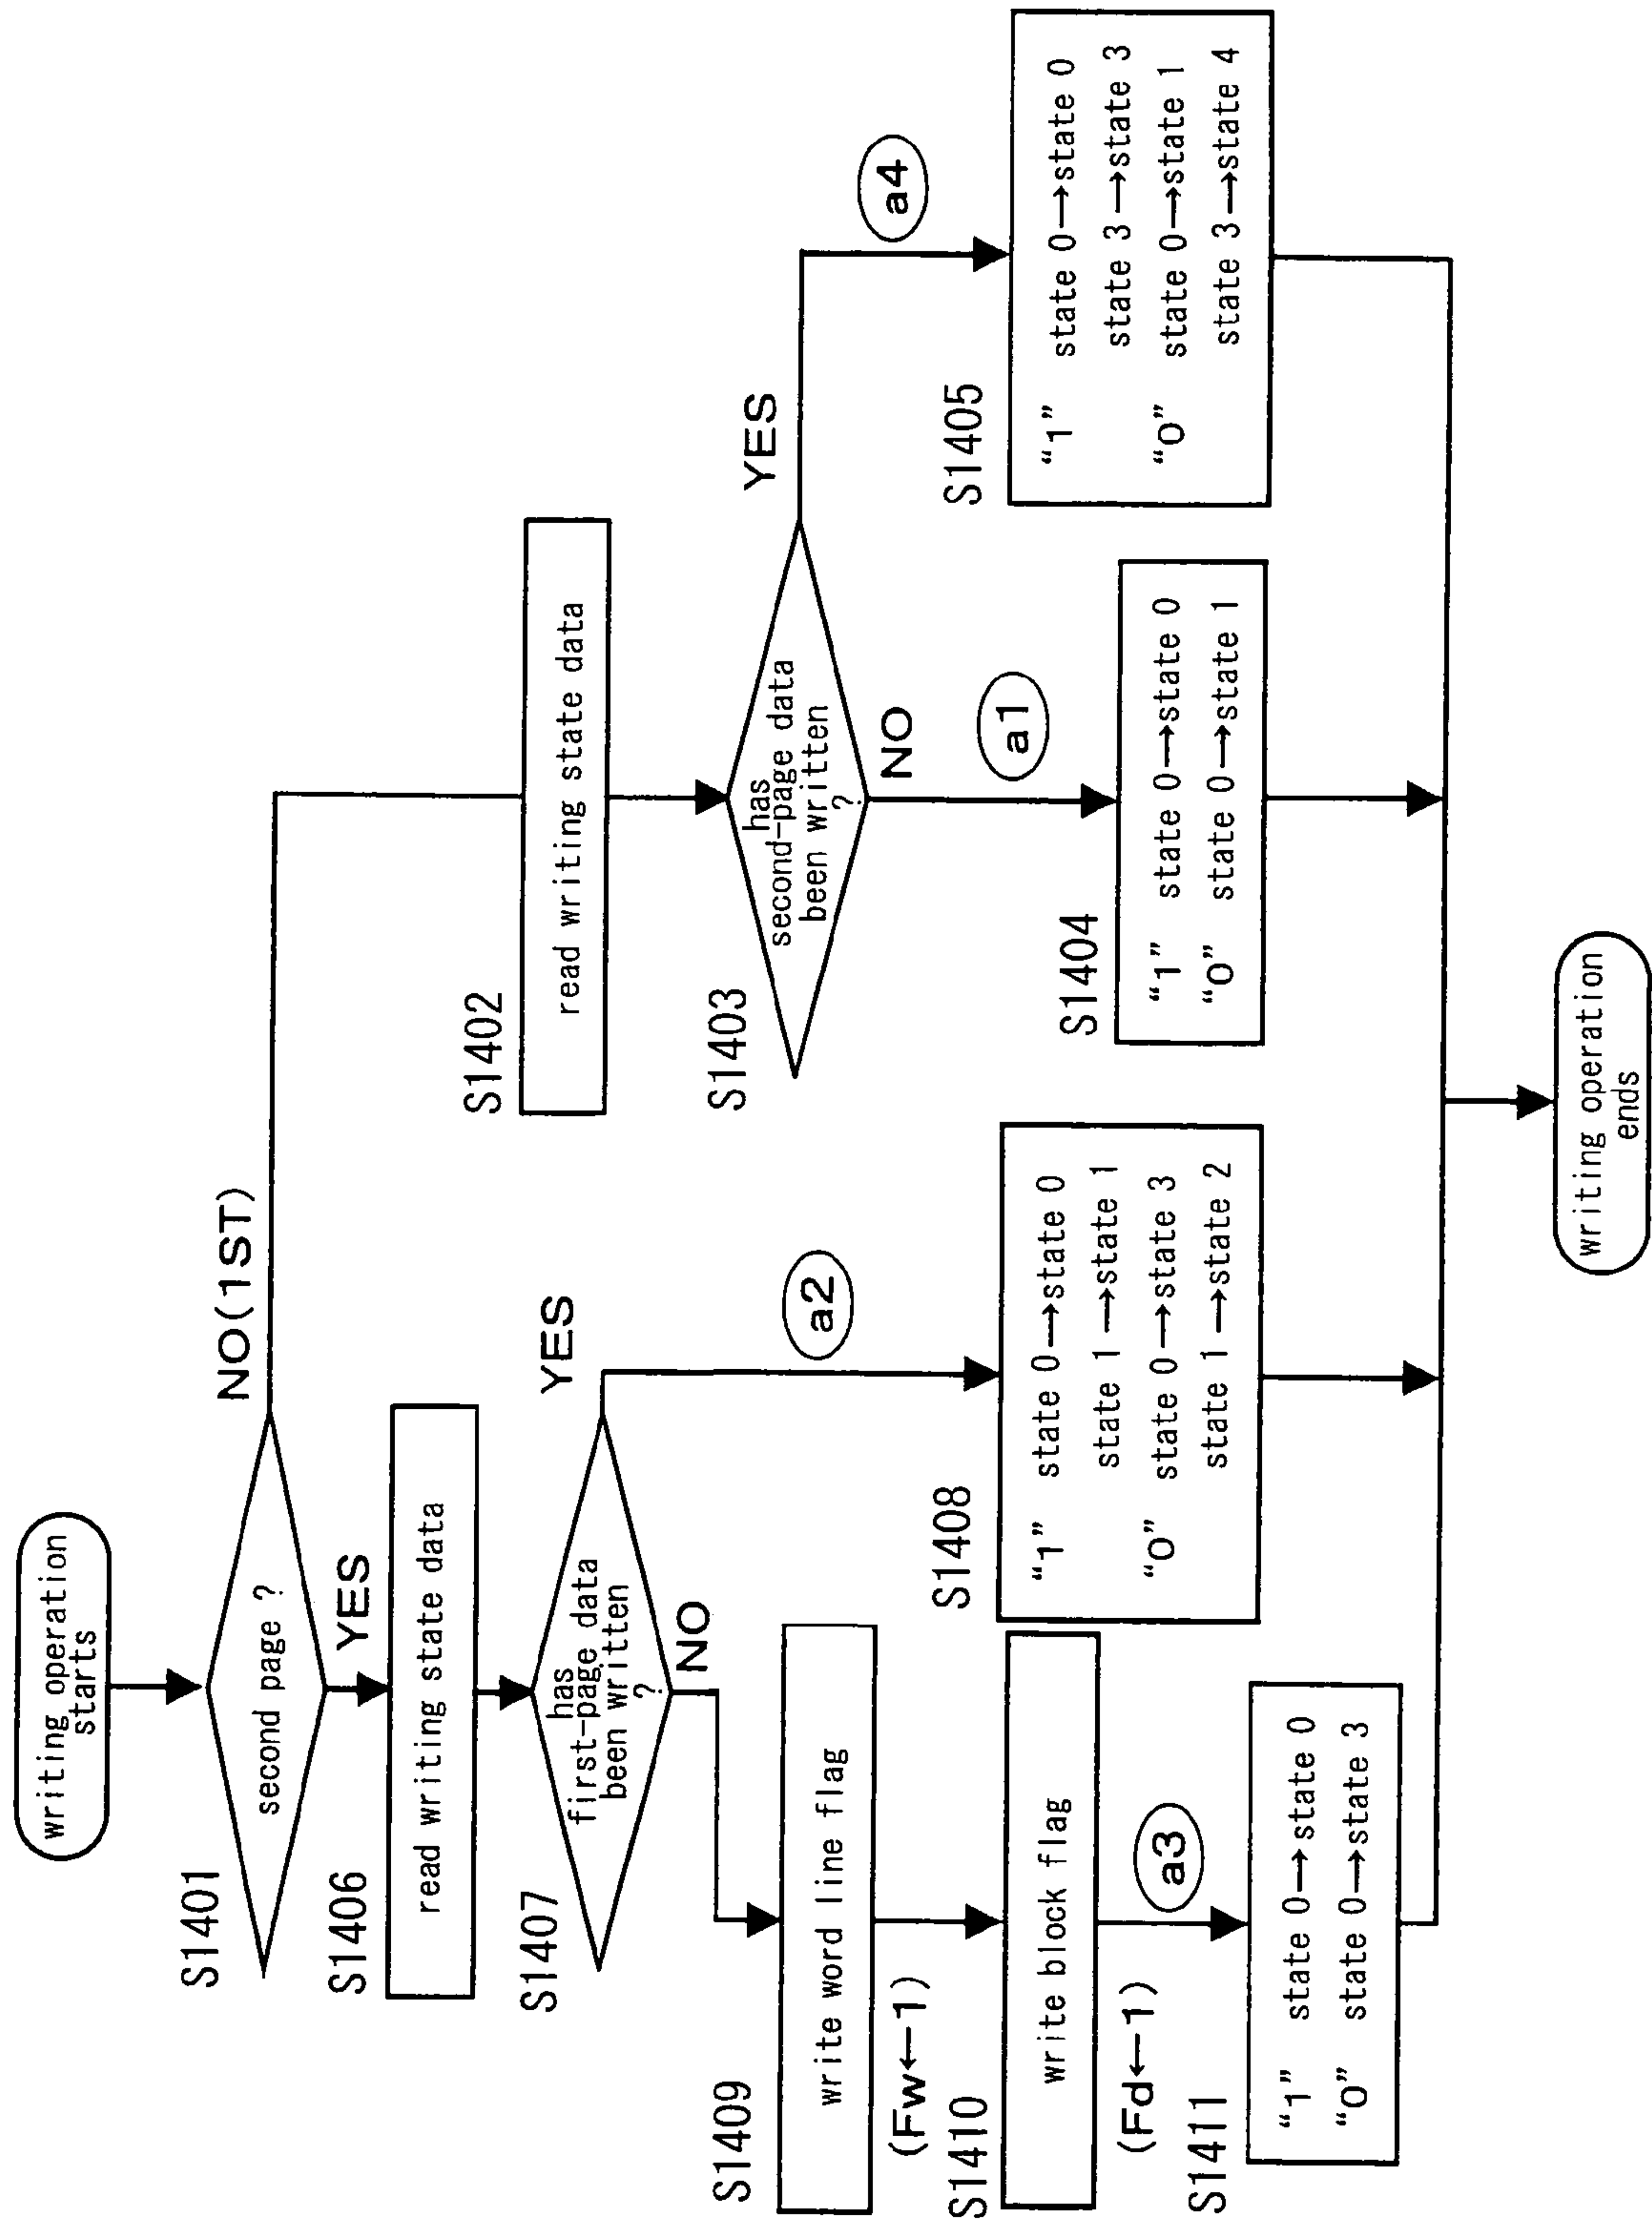 writing operation
starts
S1401
second page ?
NO(1ST)
YES
S1406
read writing state data
S1407
has
first-page data
been written
?
YES
NO
a2
S1409
write word line flag
(Fw←1)
S1410
write block flag
(Fd←1)
a3
S1411
“1” state 0→state 0
“0” state 0→state 3
S1408
“1” state 0→state 0
state 1→state 1
“0” state 0→state 3
state 1→state 2
S1402
read writing state data
S1403
has
second-page data
been written
?
YES
NO
a1
S1404
“1” state 0→state 0
“0” state 0→state 1
a4
S1405
“1” state 0→state 0
state 3→state 3
“0” state 0→state 1
state 3→state 4
writing operation
ends